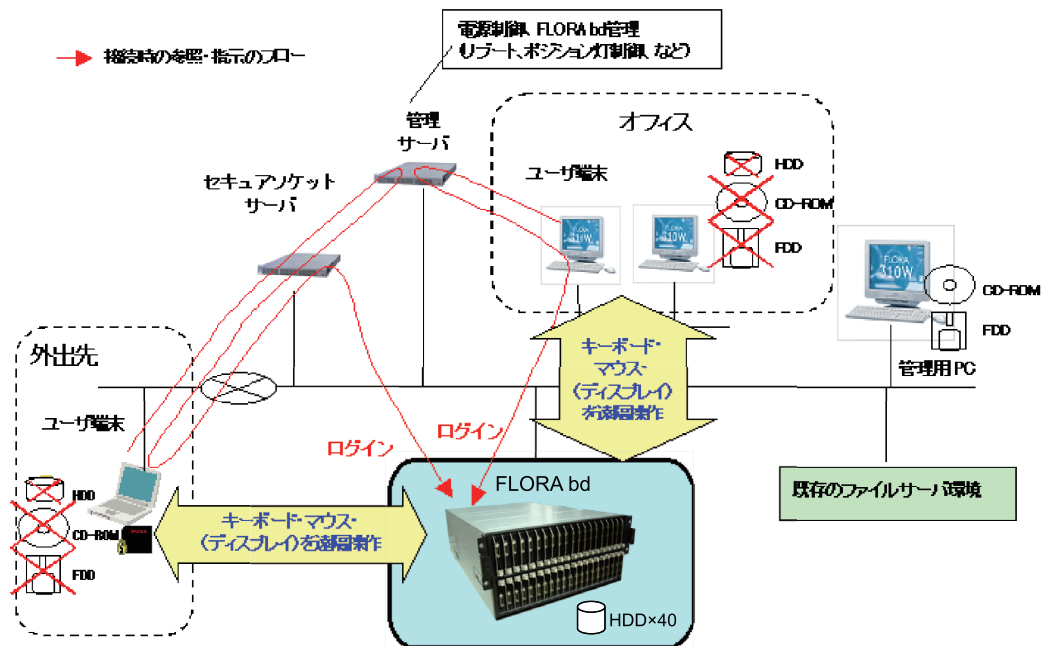 電源制御、FLORA bd管理
(リブート、ポジション灯制御、など)
接続時の参照・指示のフロー
管理
サーバ
オフィス
セキュアソケット
サーバ
ユーザ端末
HDD
CD-ROM
FDD
FLORA
310W
FLORA
310W
FLORA
310W
CD-ROM
FDD
管理用PC
外出先
ユーザ端末
キーボード・
マウス・
(ディスプレイ)
を遠隔操作
ログイン
ログイン
HDD
CD-ROM
FDD
キーボード・マウス・
(ディスプレイ)を遠隔操作
FLORA bd
HDD×40
既存のファイルサーバ環境